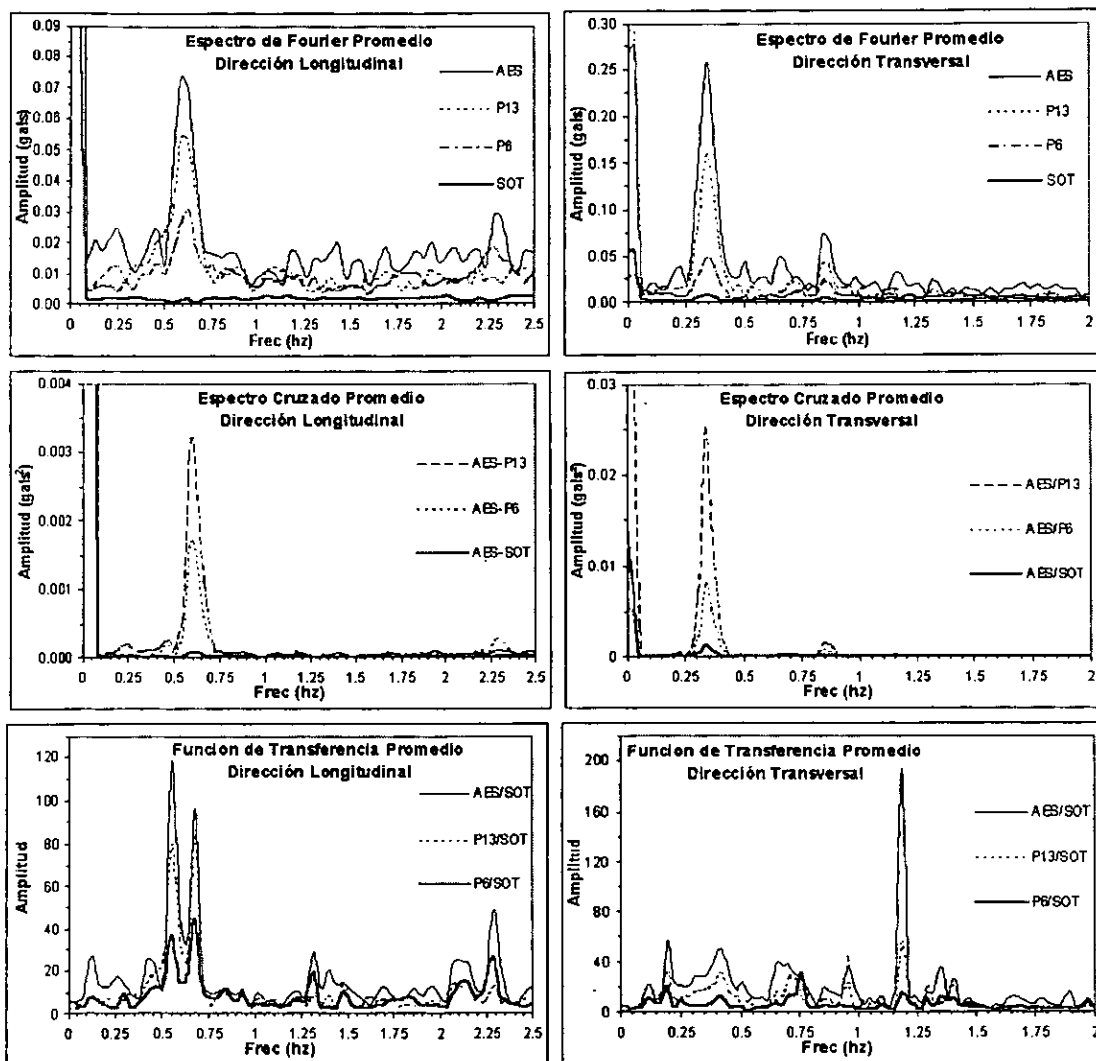 Espectro de Fourier Promedio
Dirección Longitudinal
AES
P13
P6
SOT
Amplitud (gals)
0.09
0.08
0.07
0.06
0.05
0.04
0.03
0.02
0.01
0.00
0 0.25 0.5 0.75 1 1.25 1.5 1.75 2 2.25 2.5
Frec (hz)
Espectro de Fourier Promedio
Dirección Transversal
AES
P13
P6
SOT
Amplitud (gals)
0.30
0.25
0.20
0.15
0.10
0.05
0.00
0 0.25 0.5 0.75 1 1.25 1.5 1.75 2
Frec (hz)
Espectro Cruzado Promedio
Dirección Longitudinal
AES-P13
AES-P6
AES-SOT
Amplitud (gals²)
0.004
0.003
0.002
0.001
0.000
0 0.25 0.5 0.75 1 1.25 1.5 1.75 2 2.25 2.5
Frec (hz)
Espectro Cruzado Promedio
Dirección Transversal
AES/P13
AES/P6
AES/SOT
Amplitud (gals²)
0.03
0.02
0.01
0
0 0.25 0.5 0.75 1 1.25 1.5 1.75 2
Frec (hz)
Funcion de Transferencia Promedio
Dirección Longitudinal
AES/SOT
P13/SOT
P6/SOT
Amplitud
120
100
80
60
40
20
0
0 0.25 0.5 0.75 1 1.25 1.5 1.75 2 2.25 2.5
Frec (hz)
Funcion de Transferencia Promedio
Dirección Transversal
AES/SOT
P13/SOT
P6/SOT
Amplitud
200
160
120
80
40
0
0 0.25 0.5 0.75 1 1.25 1.5 1.75 2
Frec (hz)